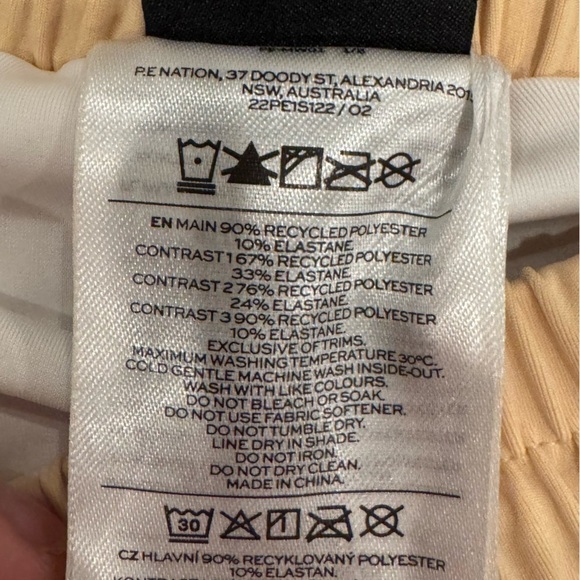 P.E NATION, 37 DOODY ST, ALEXANDRIA
NSW, AUSTRALIA
22PE1S122 / 02
EN MAIN 90% RECYCLED POLYESTER
10% ELASTANE
CONTRAST 1 67% RECYCLED POLYESTER
33% ELASTANE
CONTRAST 2 76% RECYCLED POLYESTER
24% ELASTANE
CONTRAST 3 90% RECYCLED POLYESTER
10% ELASTANE
EXCLUSIVE OF TRIMS.
MAXIMUM WASHING TEMPERATURE 30°C.
COLD GENTLE MACHINE WASH INSIDE-OUT.
WASH WITH LIKE COLOURS.
DO NOT BLEACH OR SOAK.
DO NOT USE FABRIC SOFTENER.
DO NOT TUMBLE DRY.
LINE DRY IN SHADE.
DO NOT IRON.
DO NOT DRY CLEAN.
MADE IN CHINA.
30 1
CZ HLAVNÍ 90% RECYKLOVANÝ POLYESTER
10% ELASTAN.